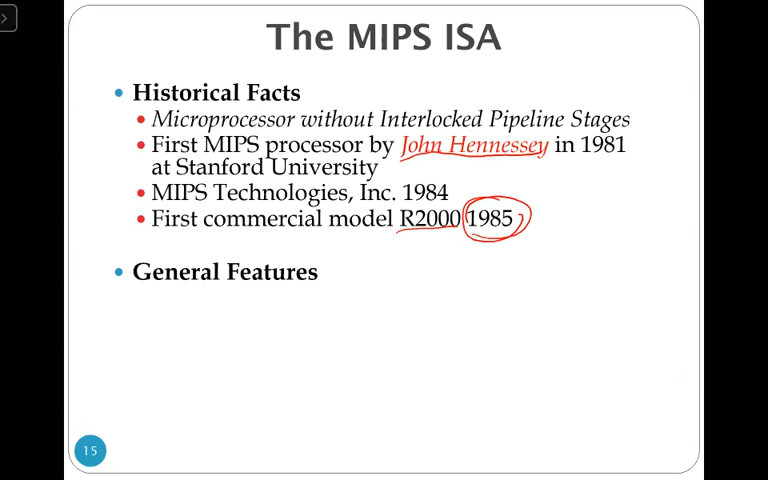 The MIPS ISA
Historical Facts
Microprocessor without Interlocked Pipeline Stages
First MIPS processor by John Hennessey in 1981
at Stanford University
MIPS Technologies, Inc. 1984
First commercial model R2000 1985
General Features
15